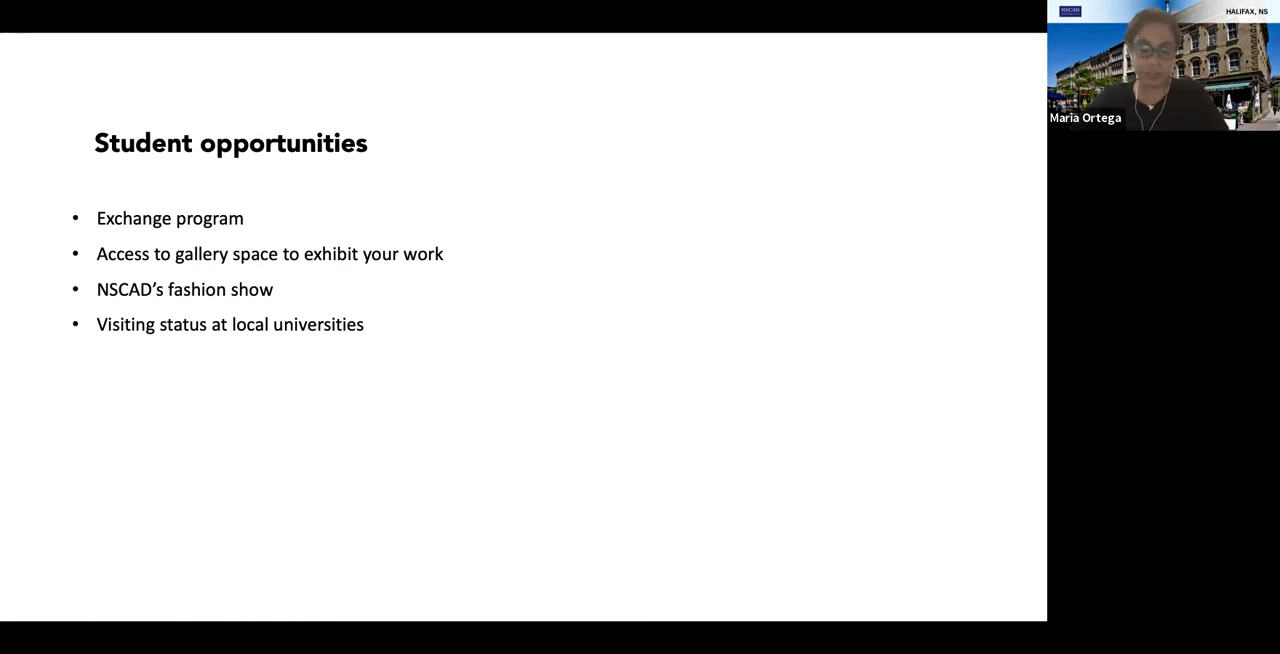 Student opportunities
• Exchange program
• Access to gallery space to exhibit your work
• NSCAD’s fashion show
• Visiting status at local universities
NSCAD
HALIFAX, NS
Maria Ortega